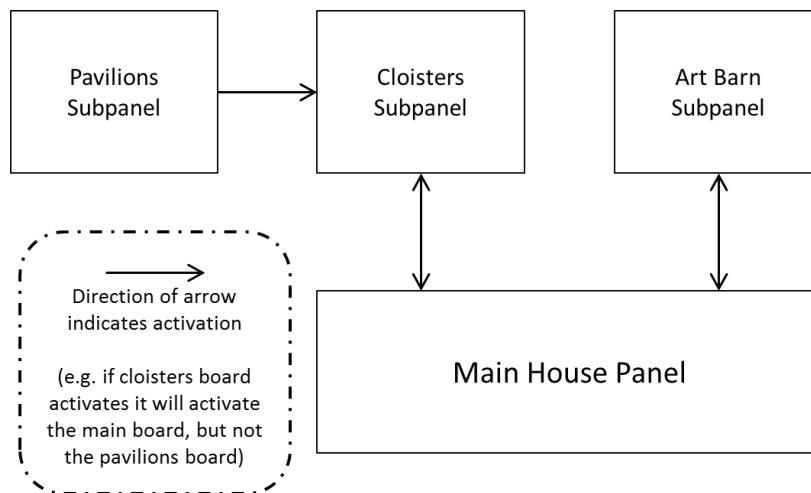 Pavilions
Subpanel
Cloisters
Subpanel
Art Barn
Subpanel
Direction of arrow
indicates activation
(e.g. if cloisters board
activates it will activate
the main board, but not
the pavilions board)
Main House Panel